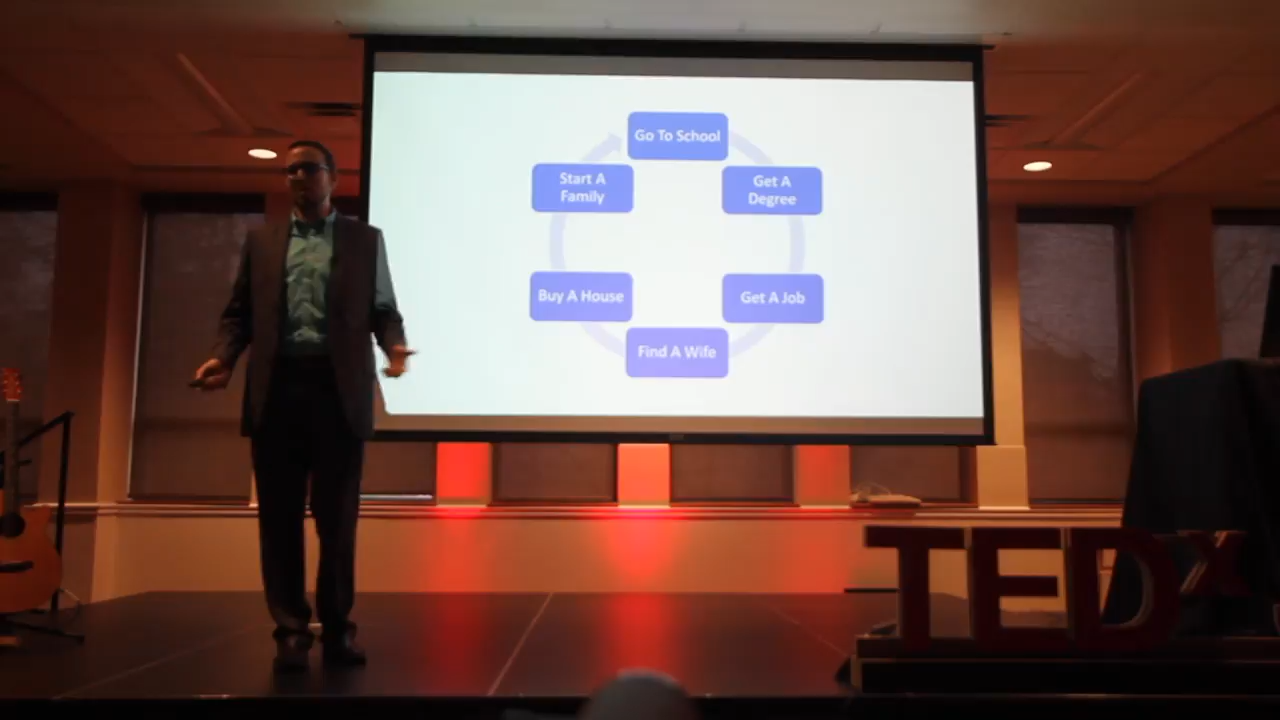 Go To School
Start A
Family
Get A
Degree
Buy A House
Get A Job
Find A Wife
TEDx